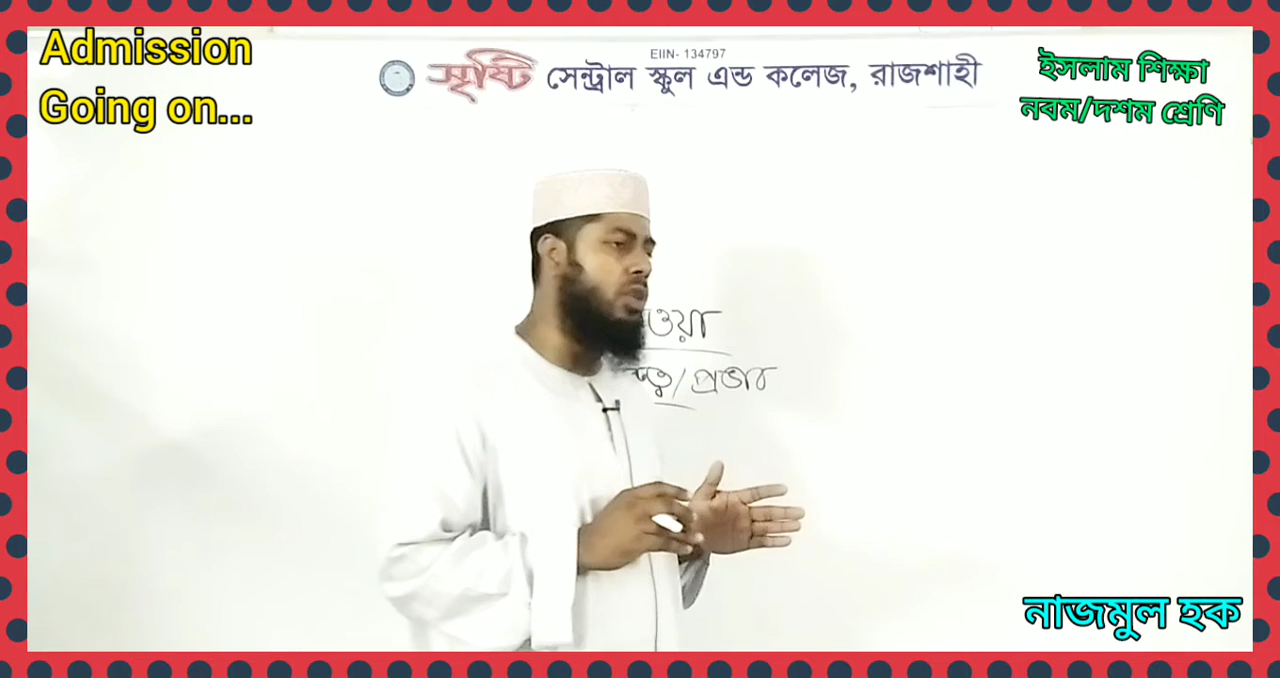 Admission
Going on...
EIIN- 134797
সৃষ্টি সেন্ট্রাল স্কুল এন্ড কলেজ, রাজশাহী
ইসলাম শিক্ষা
নবম/দশম শ্রেণি
/প্রভাব
নাজমুল হক